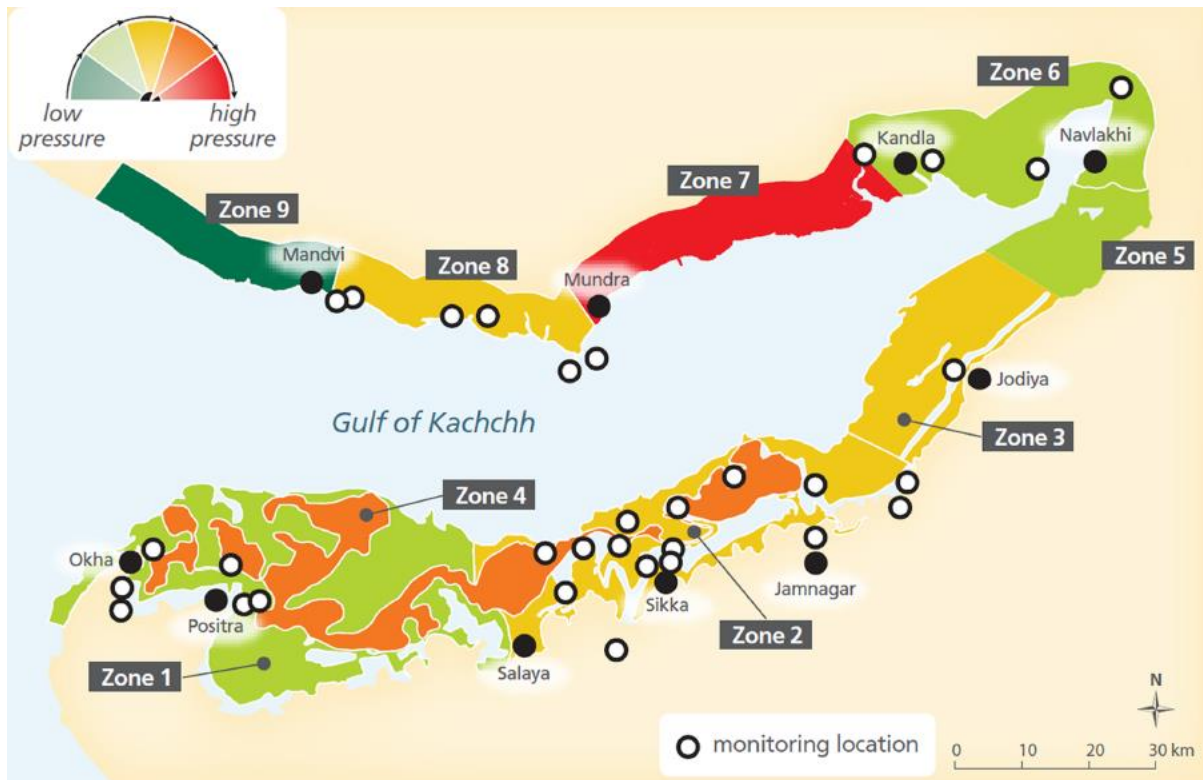 low
pressure
high
pressure
Zone 6
Kandla
Navlakhi
Zone 7
Zone 9
Mandvi
Zone 8
Mundra
Zone 5
Jodiya
Gulf of Kachchh
Zone 3
Zone 4
Okha
Positra
Sikka
Jamnagar
Zone 2
Zone 1
Salaya
N
monitoring location
0 10 20 30 km